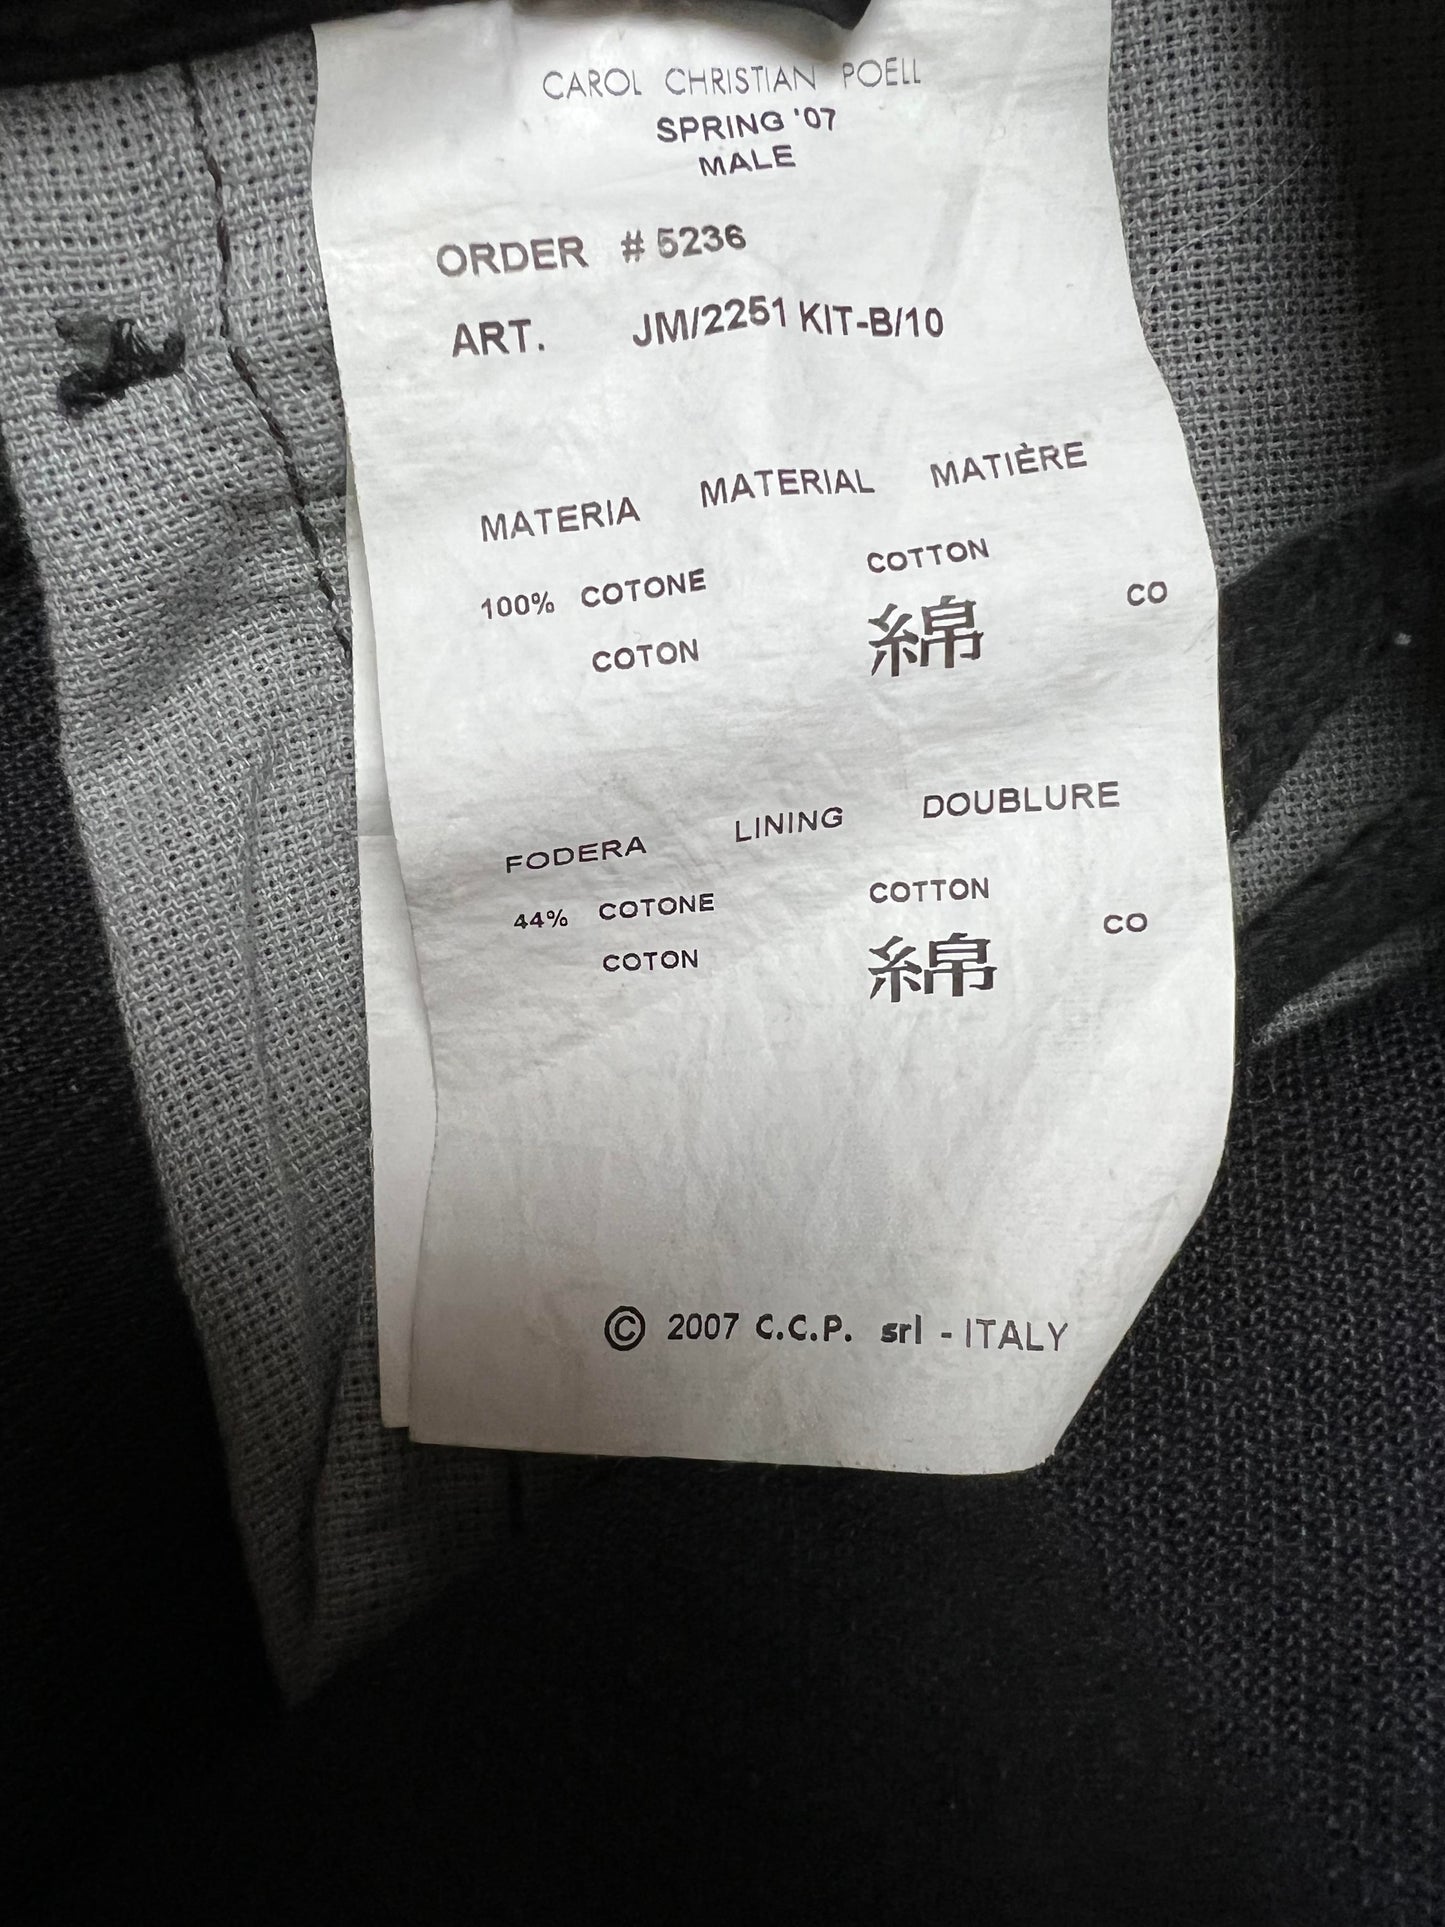 CAROL CHRISTIAN POELL
SPRING '07
MALE
ORDER # 5236
ART. JM/2251 KIT-B/10
MATERIA MATERIAL MATIÈRE
100% COTONE COTTON CO
COTON 綿
FODERA LINING DOUBLURE
44% COTONE COTTON CO
COTON 綿
© 2007 C.C.P. srl - ITALY